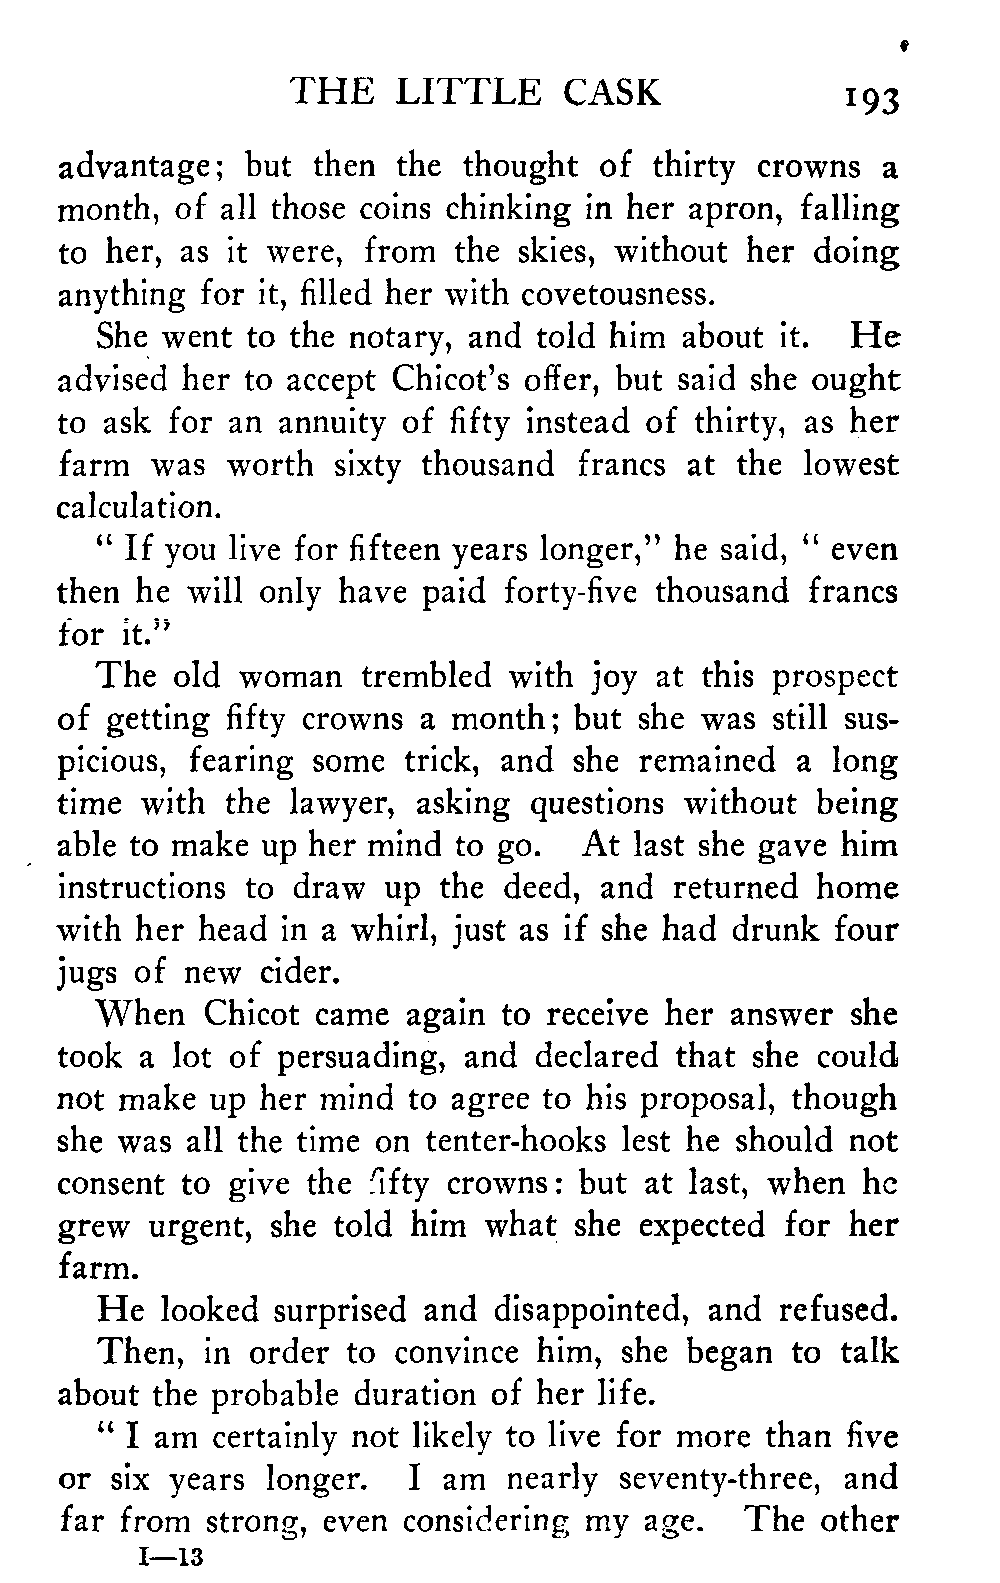 THE LITTLE CASK 193
advantage; but then the thought of thirty crowns a
month, of all those coins chinking in her apron, falling
to her, as it were, from the skies, without her doing
anything for it, filled her with covetousness.
She went to the notary, and told him about it. He
advised her to accept Chicot's offer, but said she ought
to ask for an annuity of fifty instead of thirty, as her
farm was worth sixty thousand francs at the lowest
calculation.
" If you live for fifteen years longer," he said, " even
then he will only have paid forty-five thousand francs
for it."
The old woman trembled with joy at this prospect
of getting fifty crowns a month; but she was still sus-
picious, fearing some trick, and she remained a long
time with the lawyer, asking questions without being
able to make up her mind to go. At last she gave him
instructions to draw up the deed, and returned home
with her head in a whirl, just as if she had drunk four
jugs of new cider.
When Chicot came again to receive her answer she
took a lot of persuading, and declared that she could
not make up her mind to agree to his proposal, though
she was all the time on tenter-hooks lest he should not
consent to give the fifty crowns: but at last, when he
grew urgent, she told him what she expected for her
farm.
He looked surprised and disappointed, and refused.
Then, in order to convince him, she began to talk
about the probable duration of her life.
" I am certainly not likely to live for more than five
or six years longer. I am nearly seventy-three, and
far from strong, even considering my age. The other
I—13